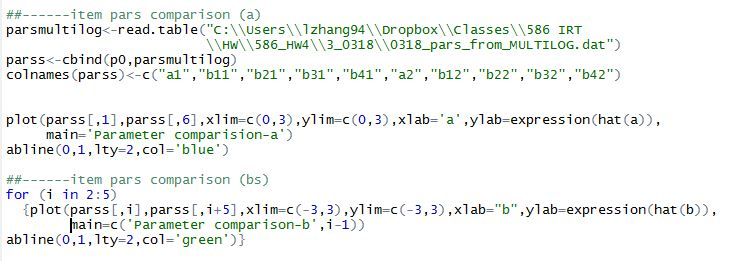 ##------item pars comparison (a)
parsmultilog<-read.table("C:\\Users\\lzhang94\\Dropbox\\Classes\\586 IRT
\\HW\\586_HW4\\3_0318\\0318_pars_from_MULTILOG.dat")
parss<-cbind(p0,parsmultilog)
colnames(parss)<-c("a1","b11","b21","b31","b41","a2","b12","b22","b32","b42")
plot(parss[,1],parss[,6],xlim=c(0,3),ylim=c(0,3),xlab='a',ylab=expression(hat(a)),
main='Parameter comparision-a')
abline(0,1,lty=2,col='blue')
##------item pars comparison (bs)
for (i in 2:5)
{plot(parss[,i],parss[,i+5],xlim=c(-3,3),ylim=c(-3,3),xlab="b",ylab=expression(hat(b)),
main=c('Parameter comparison-b',i-1))
abline(0,1,lty=2,col='green')}